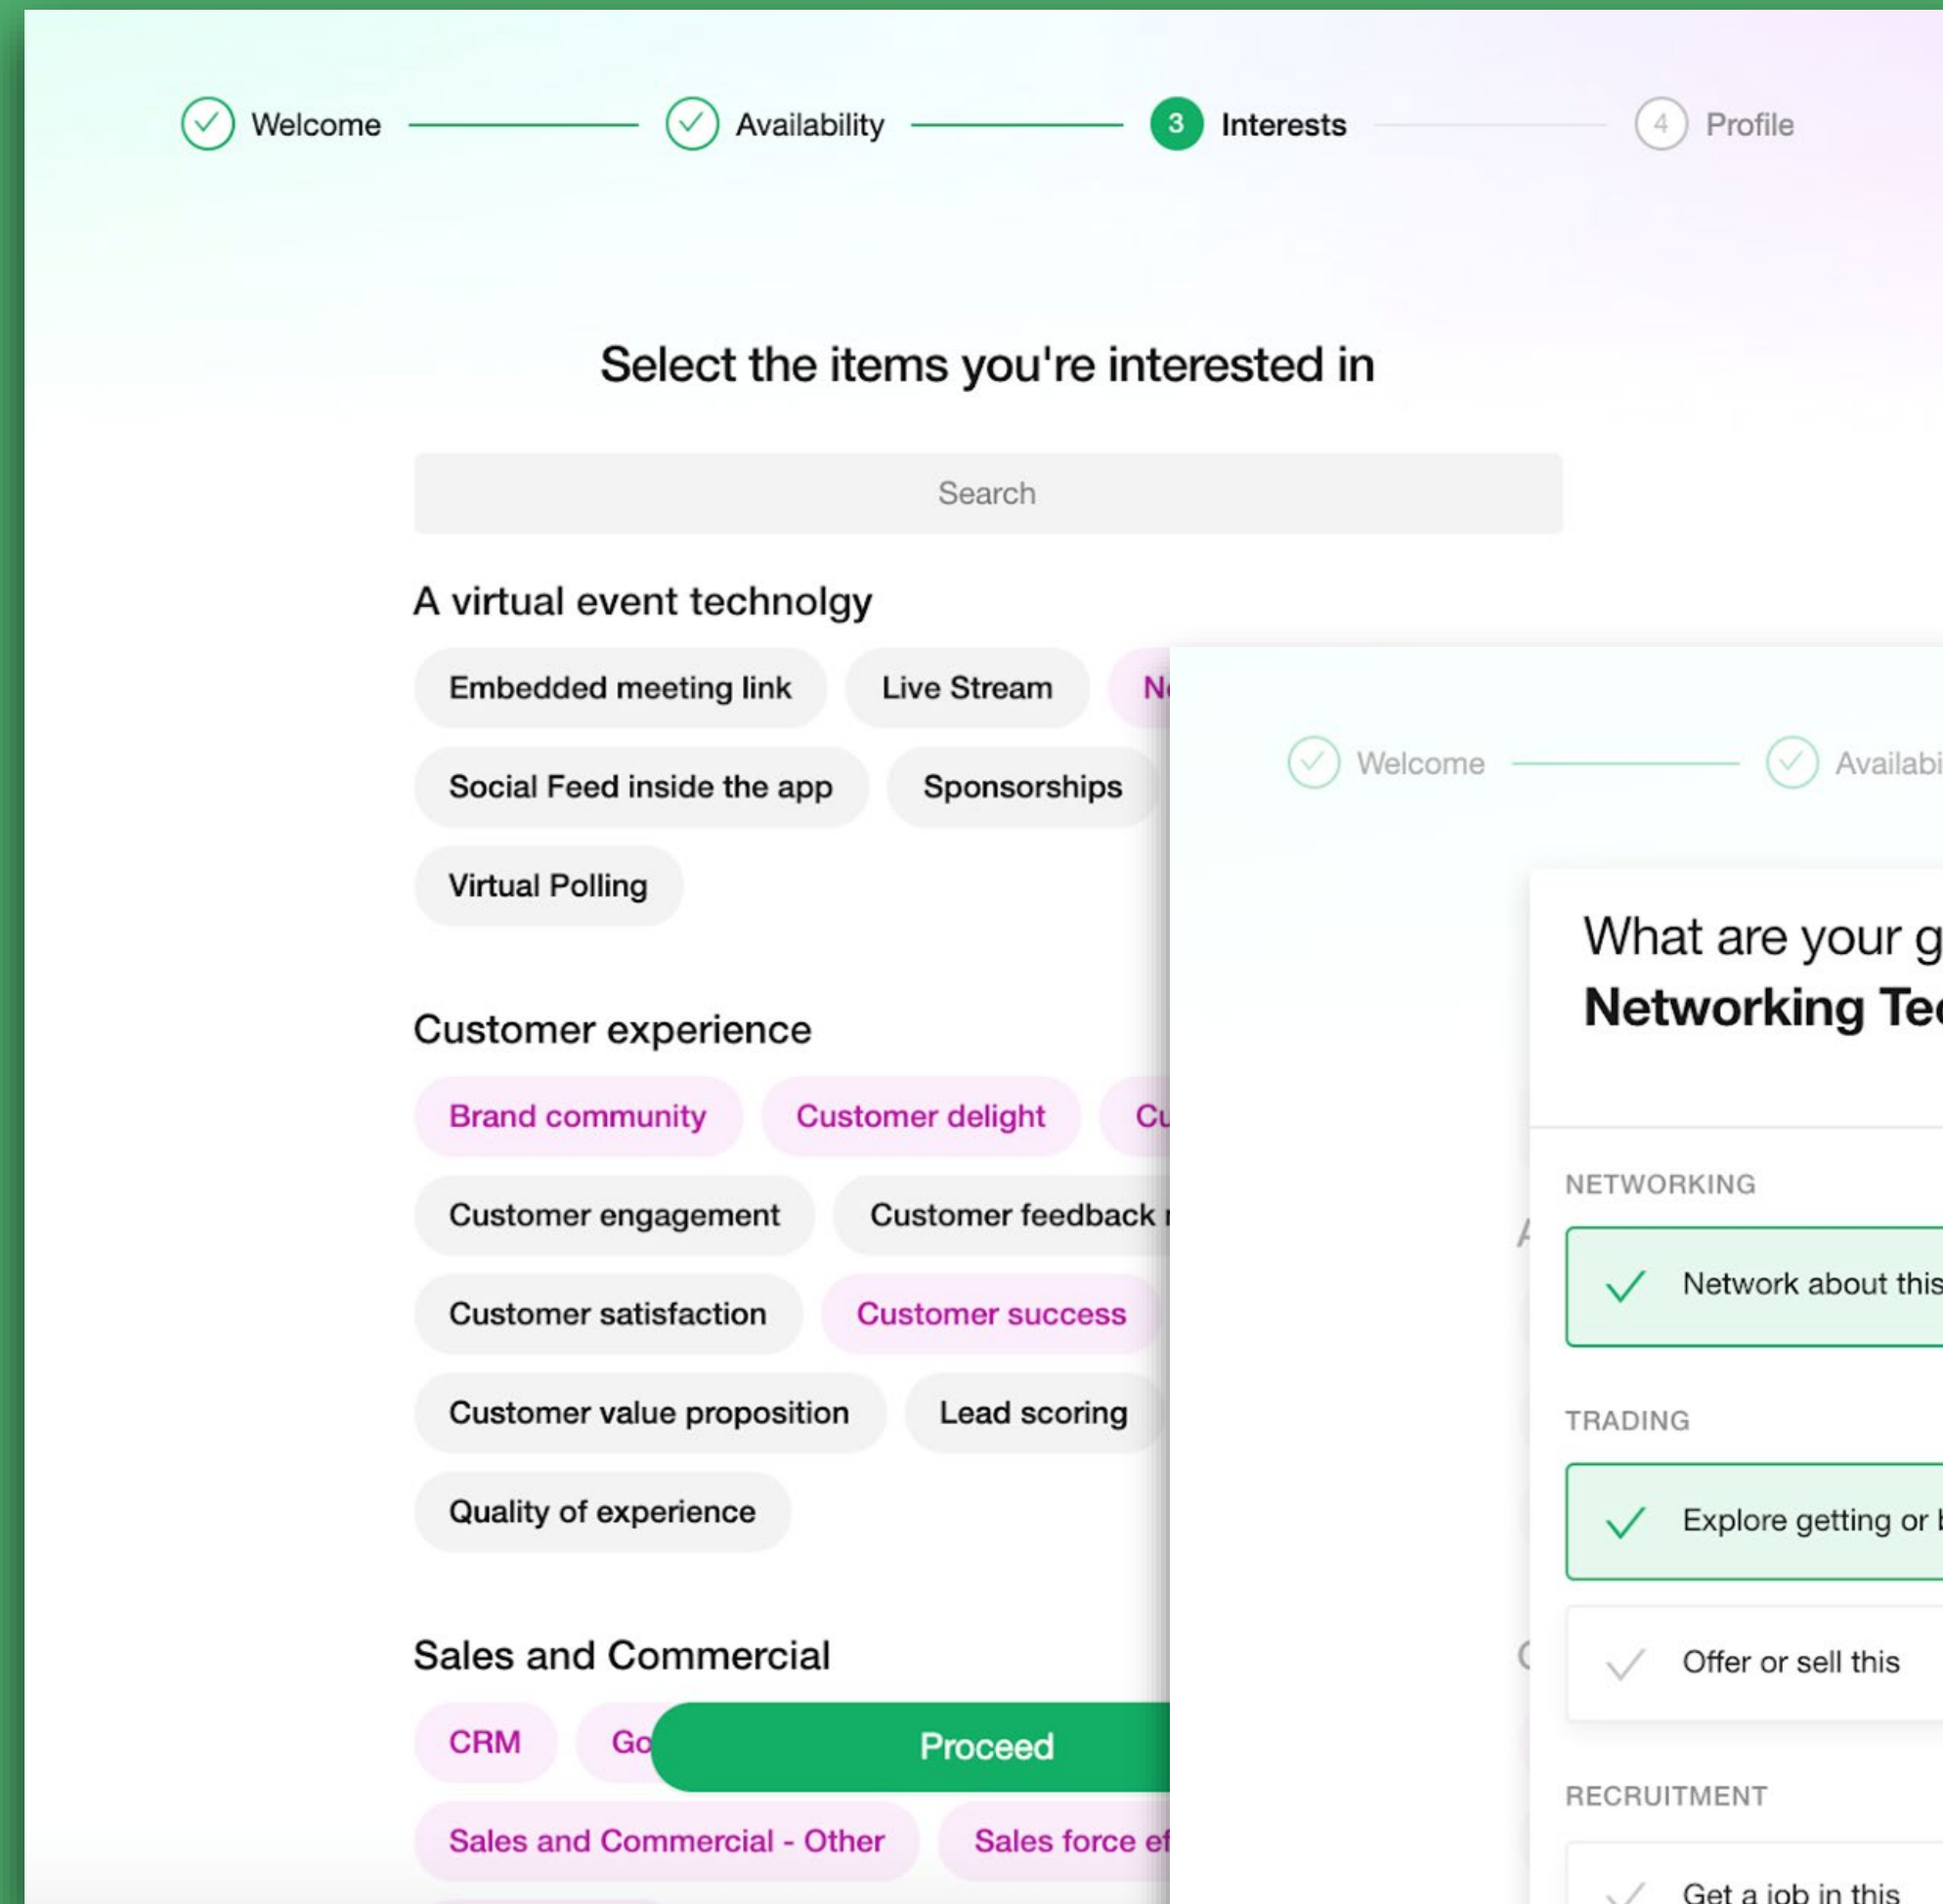 Welcome Availability 3 Interests 4 Profile
Select the items you're interested in
Search
A virtual event technolgy
Embedded meeting link Live Stream
Social Feed inside the app Sponsorships
Virtual Polling
Customer experience
Brand community Customer delight
Customer engagement Customer feedback
Customer satisfaction Customer success
Customer value proposition Lead scoring
Quality of experience
Sales and Commercial
CRM
Proceed
Sales and Commercial - Other Sales force
Welcome
What are your
Networking
NETWORKING
Network about this
TRADING
Explore getting or
Offer or sell this
RECRUITMENT
Get a job in this